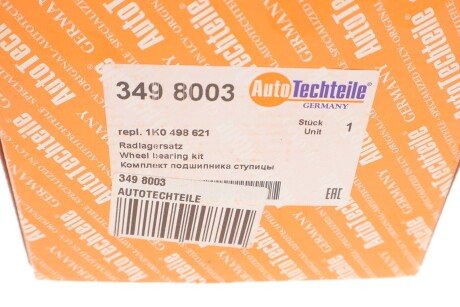 349 8003
AutoTechteile
GERMANY
repl. 1K0 498 621
Stück
Unit 1
Radlagersatz
Wheel bearing kit
Комплект подшипника ступицы
349 8003
AUTOTECHTEILE
EAC